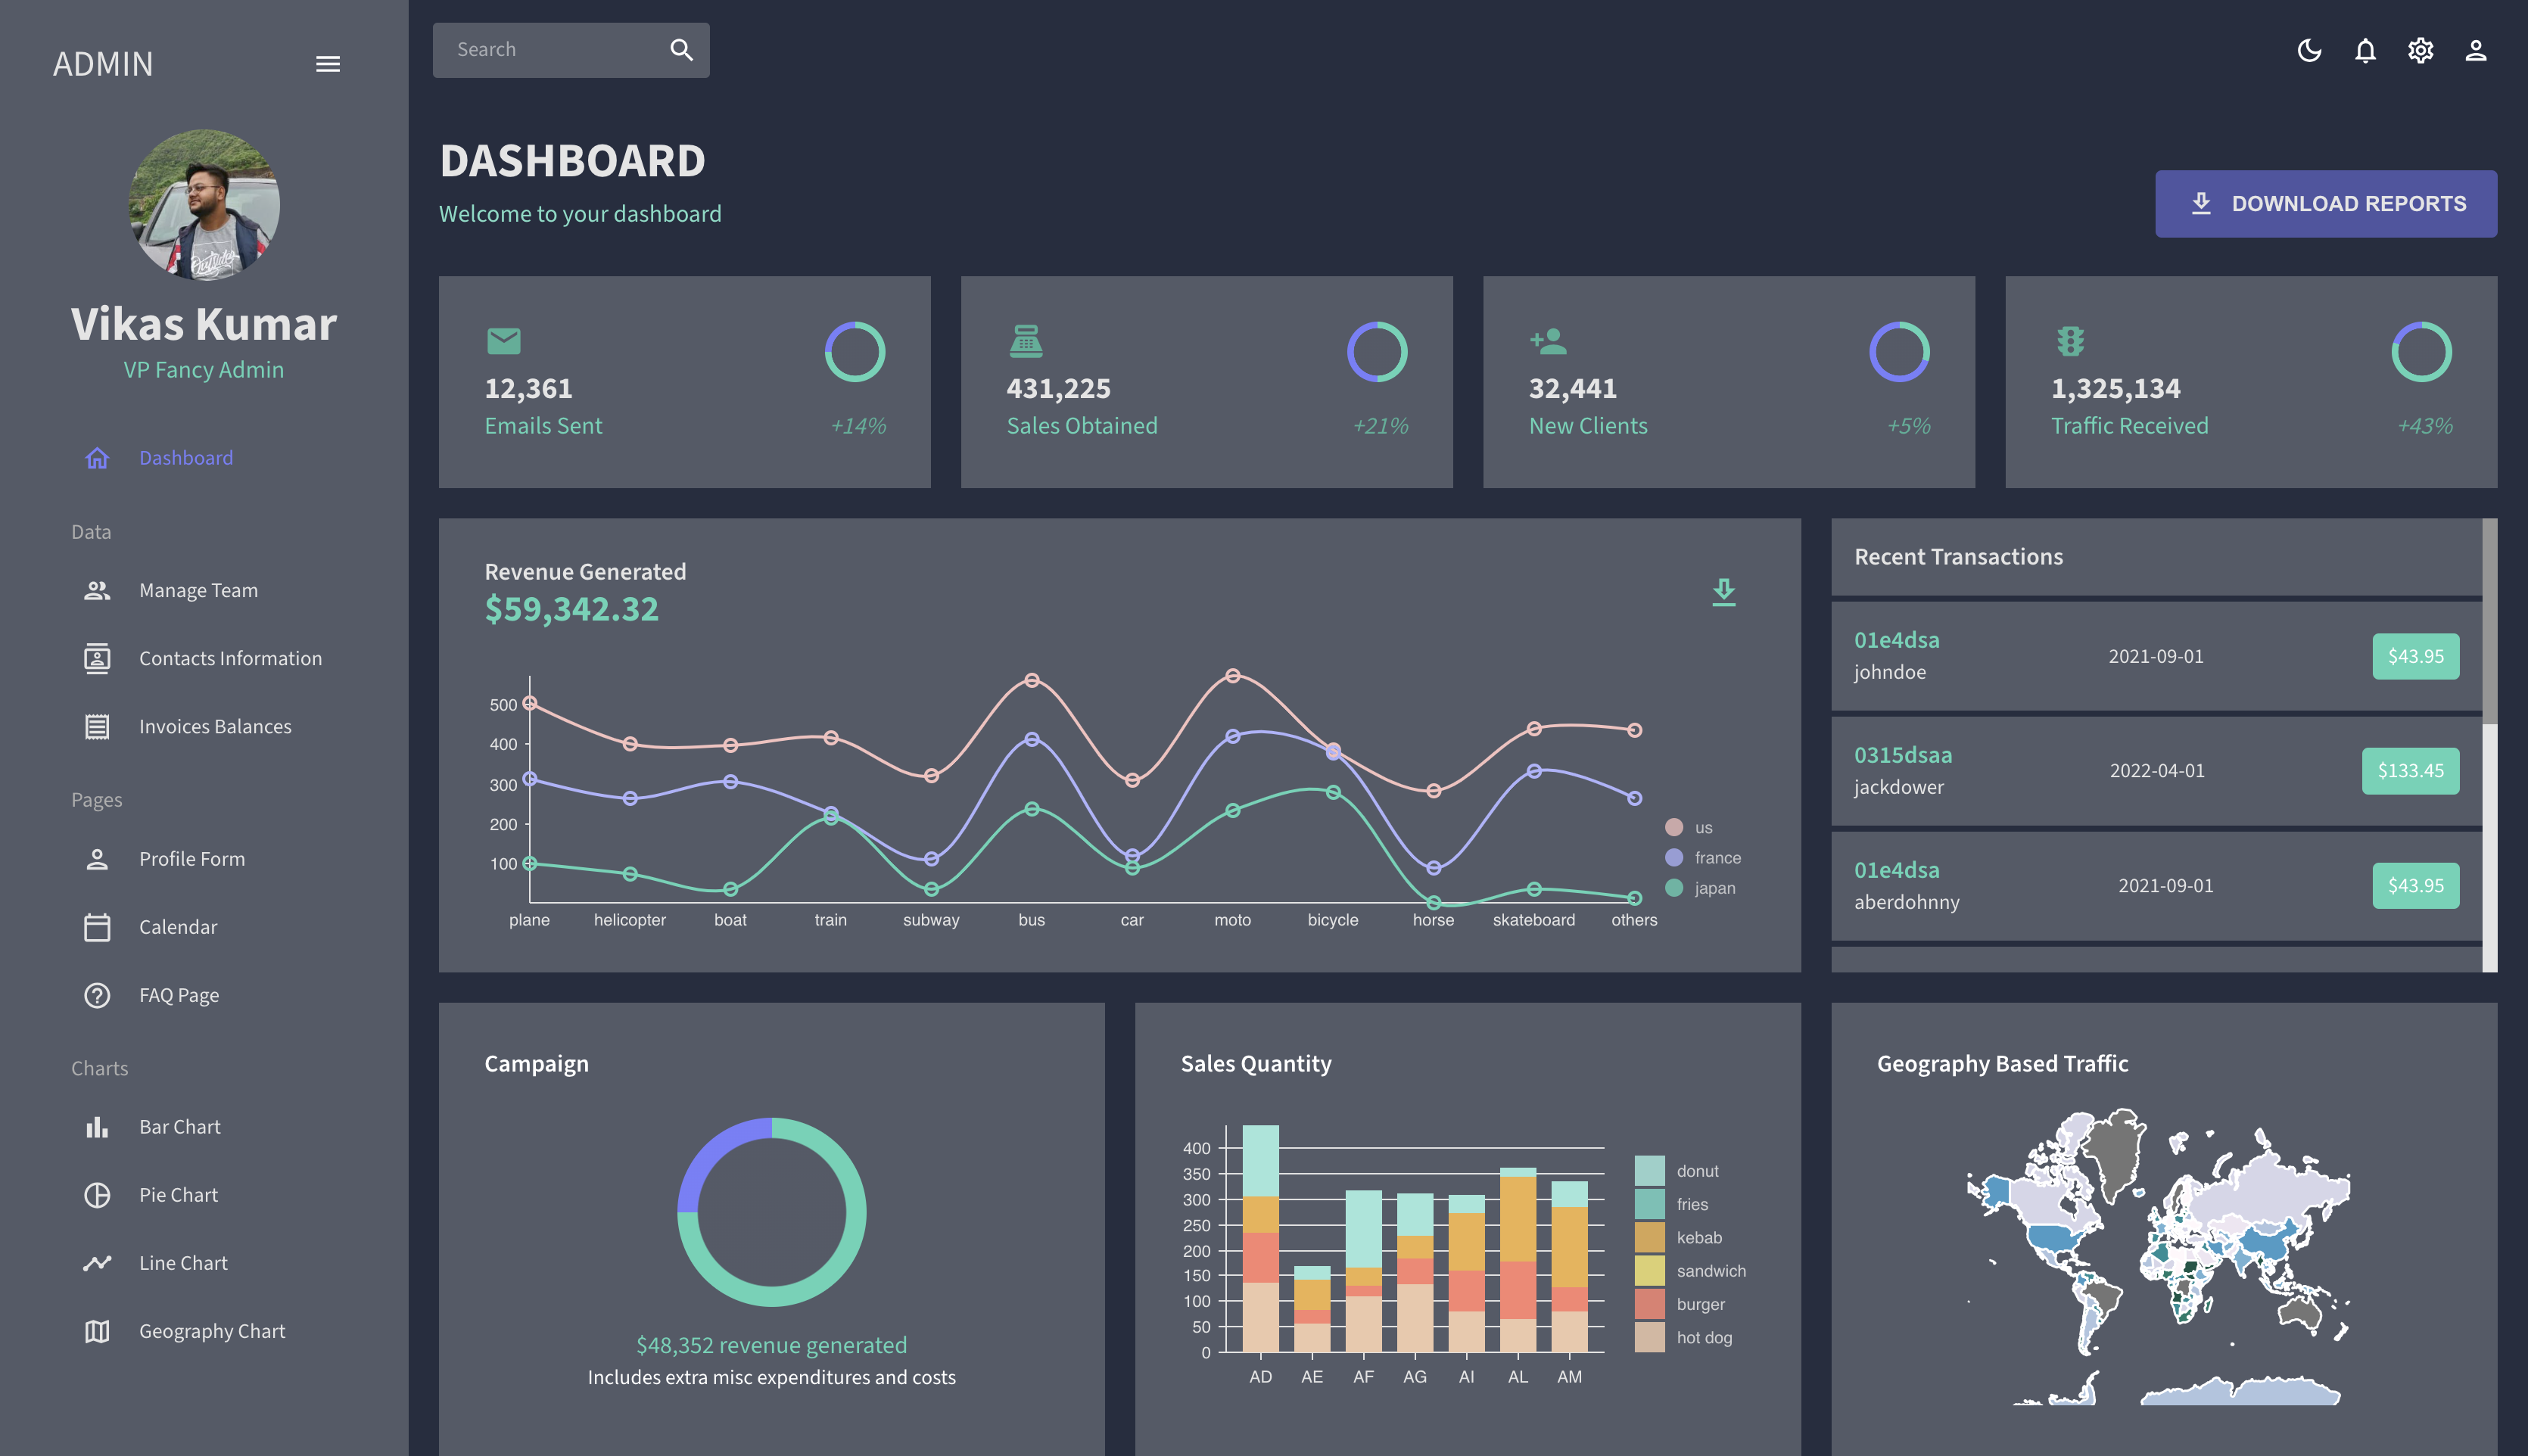 ADMIN
Vikas Kumar
VP Fancy Admin
Dashboard
Data
Manage Team
Contacts Information
Invoices Balances
Pages
Profile Form
Calendar
FAQ Page
Charts
Bar Chart
Pie Chart
Line Chart
Geography Chart
Search
DASHBOARD
Welcome to your dashboard
DOWNLOAD REPORTS
12,361
Emails Sent
+14%
431,225
Sales Obtained
+21%
32,441
New Clients
+5%
1,325,134
Traffic Received
+43%
Revenue Generated
$59,342.32
500
400
300
200
100
plane helicopter boat train subway bus car moto bicycle horse skateboard others
us
france
japan
Recent Transactions
01e4dsa
johndoe
2021-09-01
$43.95
0315dsaa
jackdower
2022-04-01
$133.45
01e4dsa
aberdohnny
2021-09-01
$43.95
Campaign
$48,352 revenue generated
Includes extra misc expenditures and costs
Sales Quantity
400
350
300
250
200
150
100
50
0
AD AE AF AG AI AL AM
donut
fries
kebab
sandwich
burger
hot dog
Geography Based Traffic